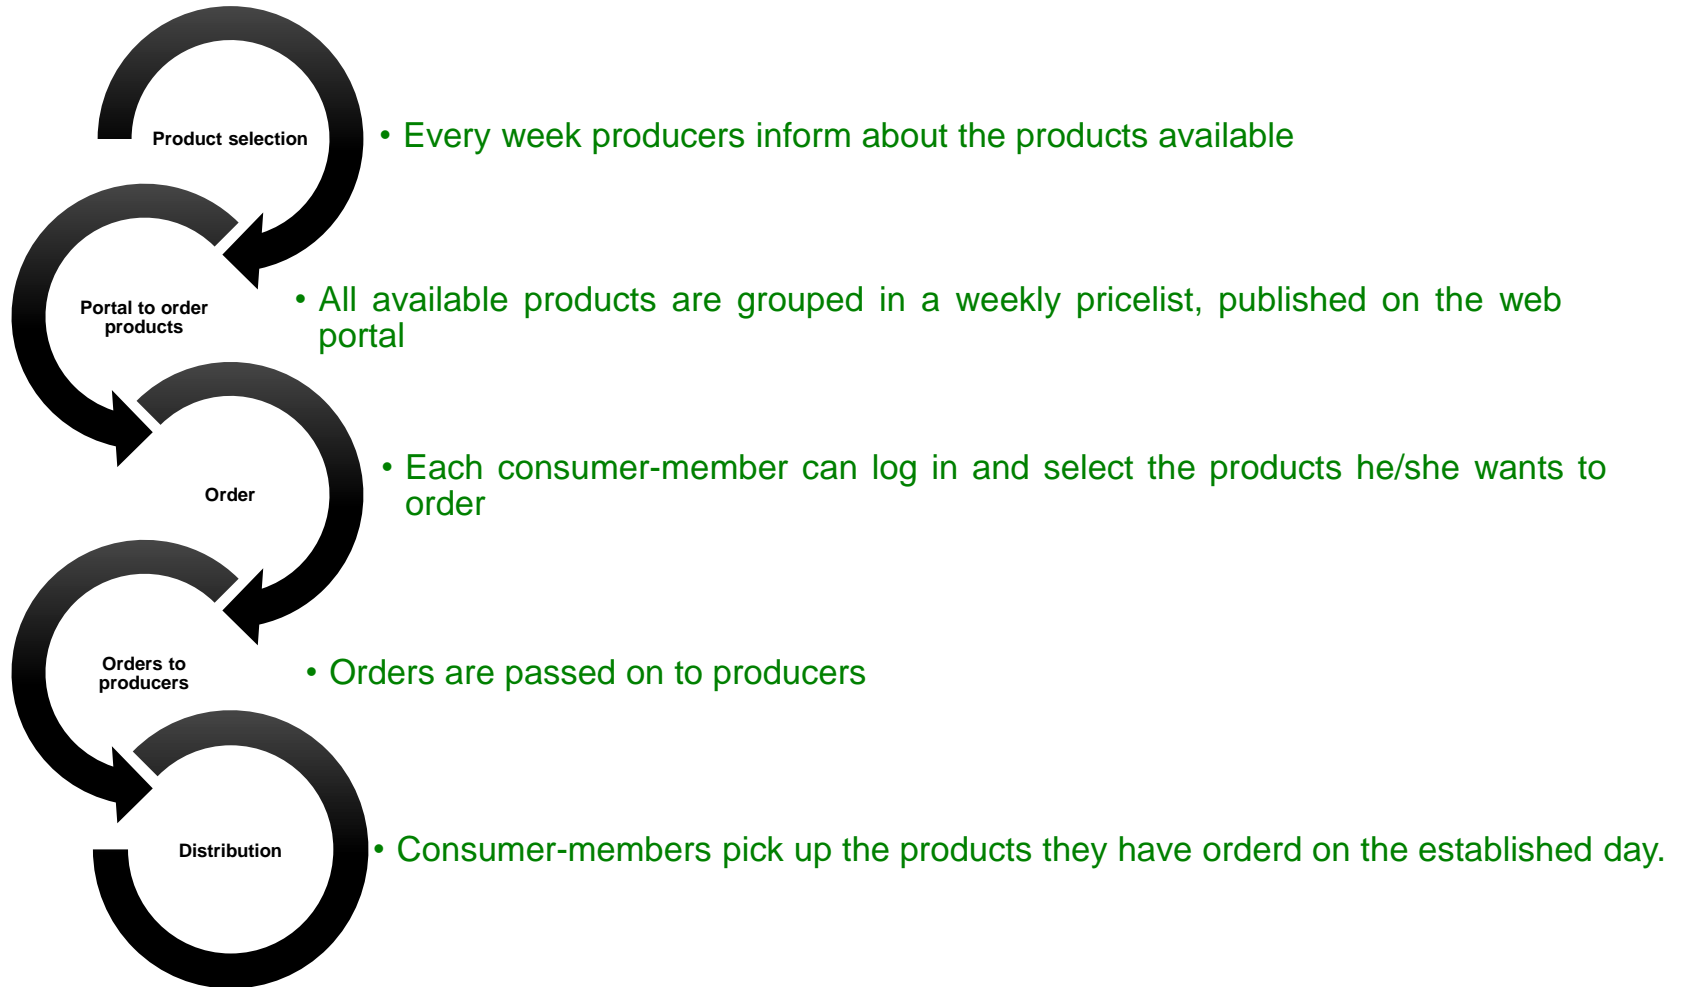 Product selection
• Every week producers inform about the products available
Portal to order
products
• All available products are grouped in a weekly pricelist, published on the web
portal
Order
• Each consumer-member can log in and select the products he/she wants to
order
Orders to
producers
• Orders are passed on to producers
Distribution
• Consumer-members pick up the products they have orderd on the established day.